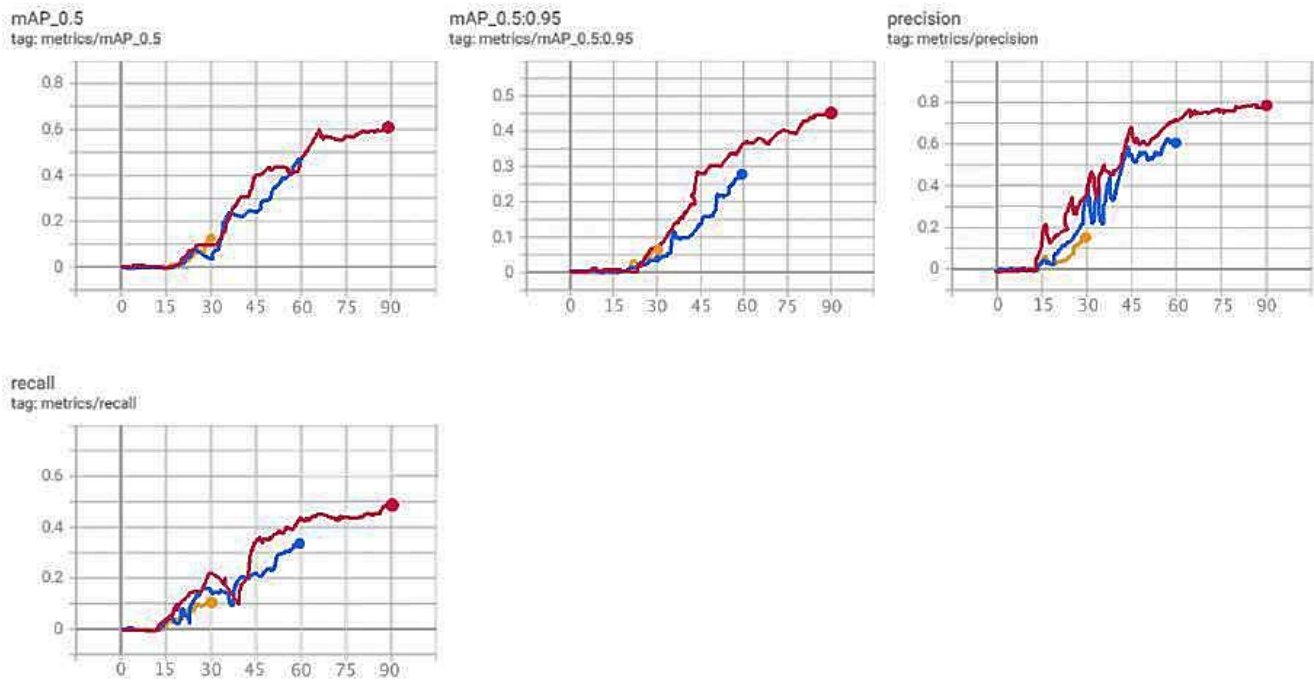 mAP_0.5
tag: metrics/mAP_0.5
0.8
0.6
0.4
0.2
0
0 15 30 45 60 75 90
mAP_0.5:0.95
tag: metrics/mAP_0.5:0.95
0.5
0.4
0.3
0.2
0.1
0
0 15 30 45 60 75 90
precision
tag: metrics/precision
0.8
0.6
0.4
0.2
0
0 15 30 45 60 75 90
recall
tag: metrics/recall
0.6
0.4
0.2
0
0 15 30 45 60 75 90